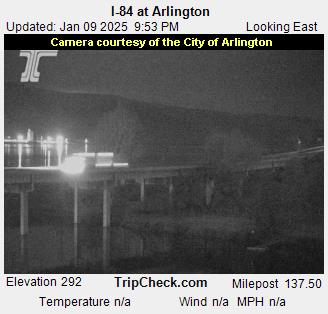 I-84 at Arlington
Updated: Jan 09 2025 9:53 PM Looking East
Camera courtesy of the City of Arlington
Elevation 292 TripCheck.com Milepost 137.50
Temperature n/a Wind n/a MPH n/a